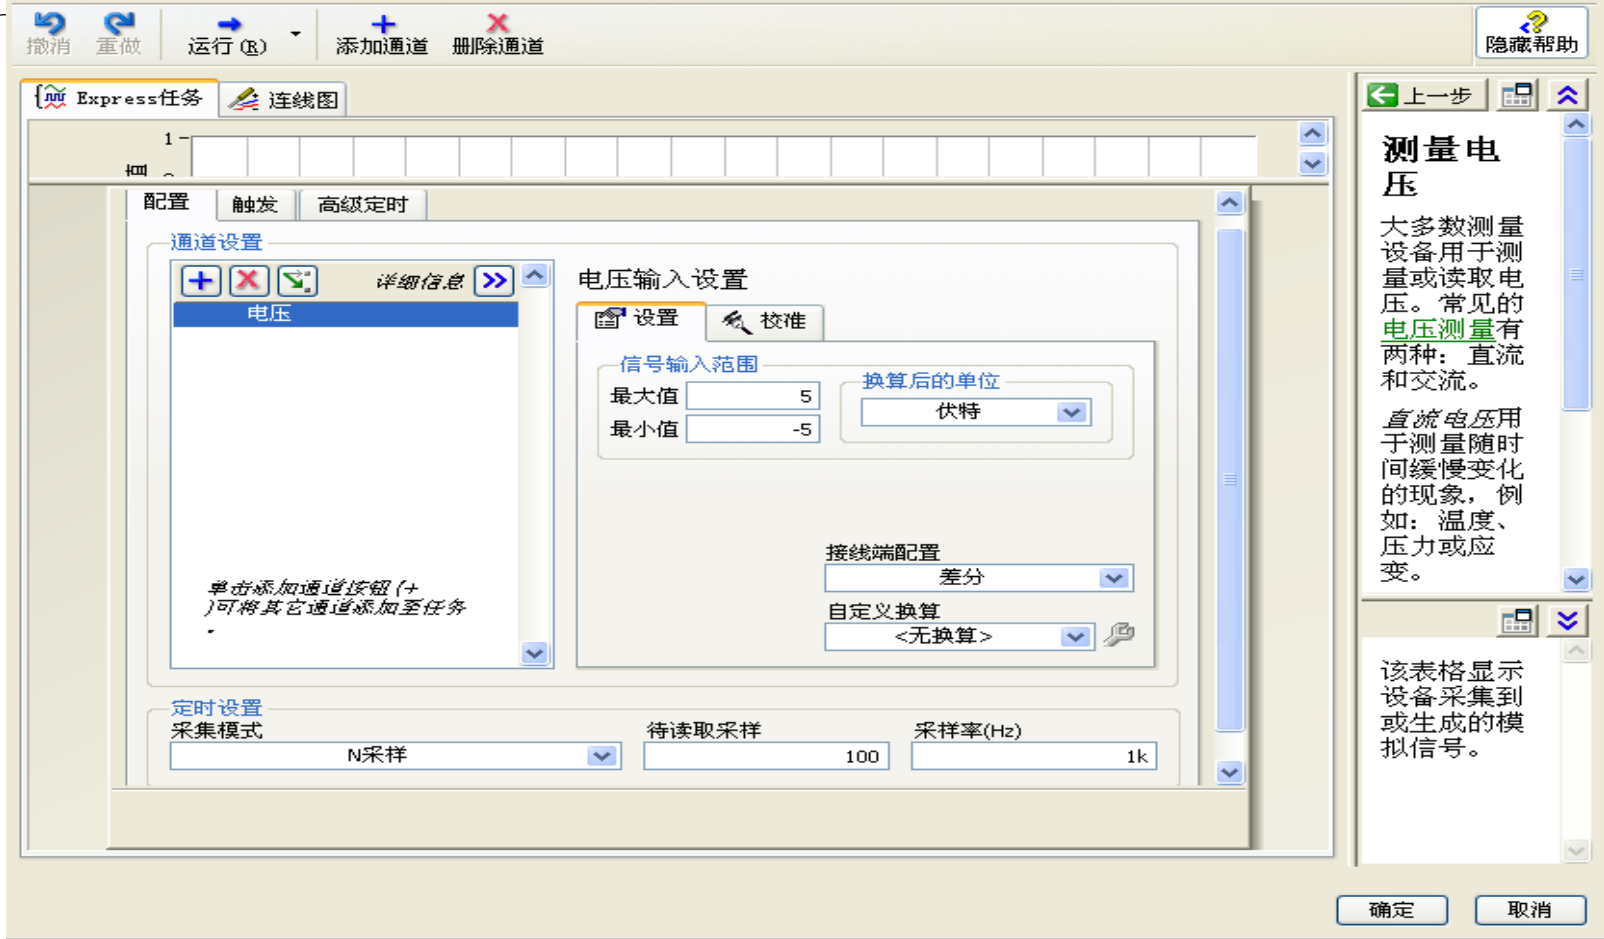 撤消 重做 运行(R) 添加通道 删除通道 隐藏帮助
Express任务 连线图
1
配置 触发 高级定时
通道设置
详细信息
电压
单击添加通道按钮(+
)可将其它通道添加至任务
.
电压输入设置
设置 校准
信号输入范围
最大值 5
最小值 -5
换算后的单位
伏特
接线端配置
差分
自定义换算
<无换算>
定时设置
采集模式 待读取采样 采样率(Hz)
N采样 100 1k
上一步
测量电
压
大多数测量
设备用于测
量或读取电
压。常见的
电压测量有
两种：直流
和交流。
直流电压用
于测量随时
间缓慢变化
的现象，例
如：温度、
压力或应
变。
该表格显示
设备采集到
或生成的模
拟信号。
确定 取消